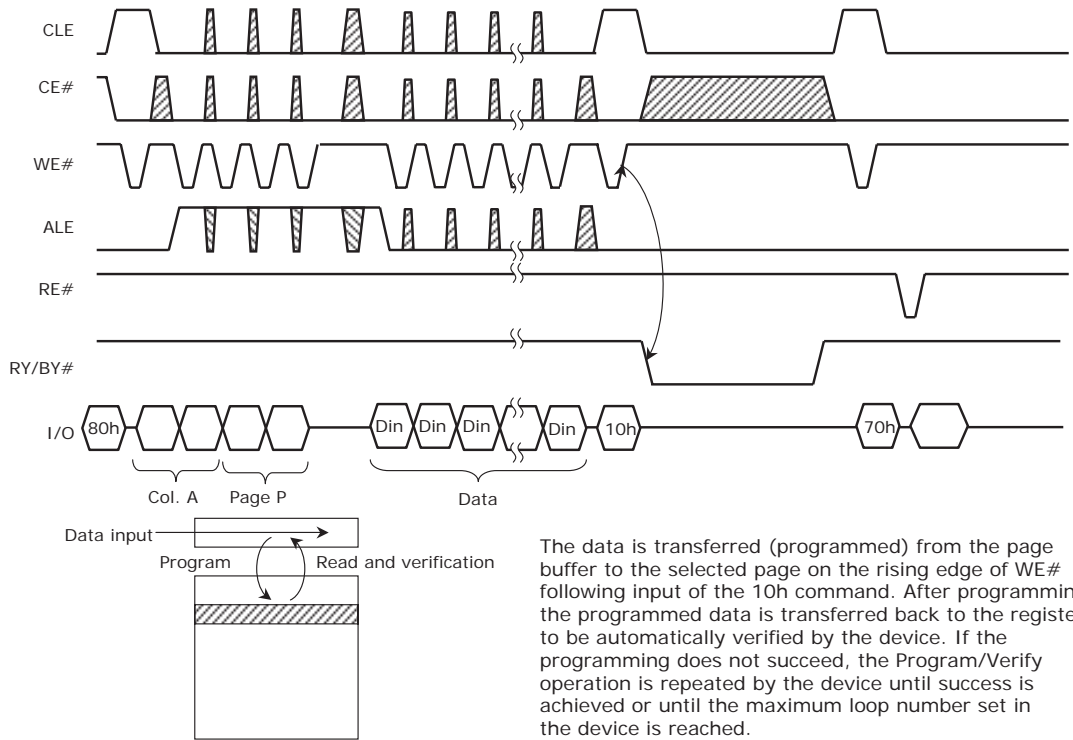 CLE
CE#
WE#
ALE
RE#
RY/BY#
I/O
80h
Din
Din
Din
Din
10h
70h
Col. A
Page P
Data
Data input
Program
Read and verification
The data is transferred (programmed) from the page
buffer to the selected page on the rising edge of WE#
following input of the 10h command. After programmin
the programmed data is transferred back to the registe
to be automatically verified by the device. If the
programming does not succeed, the Program/Verify
operation is repeated by the device until success is
achieved or until the maximum loop number set in
the device is reached.